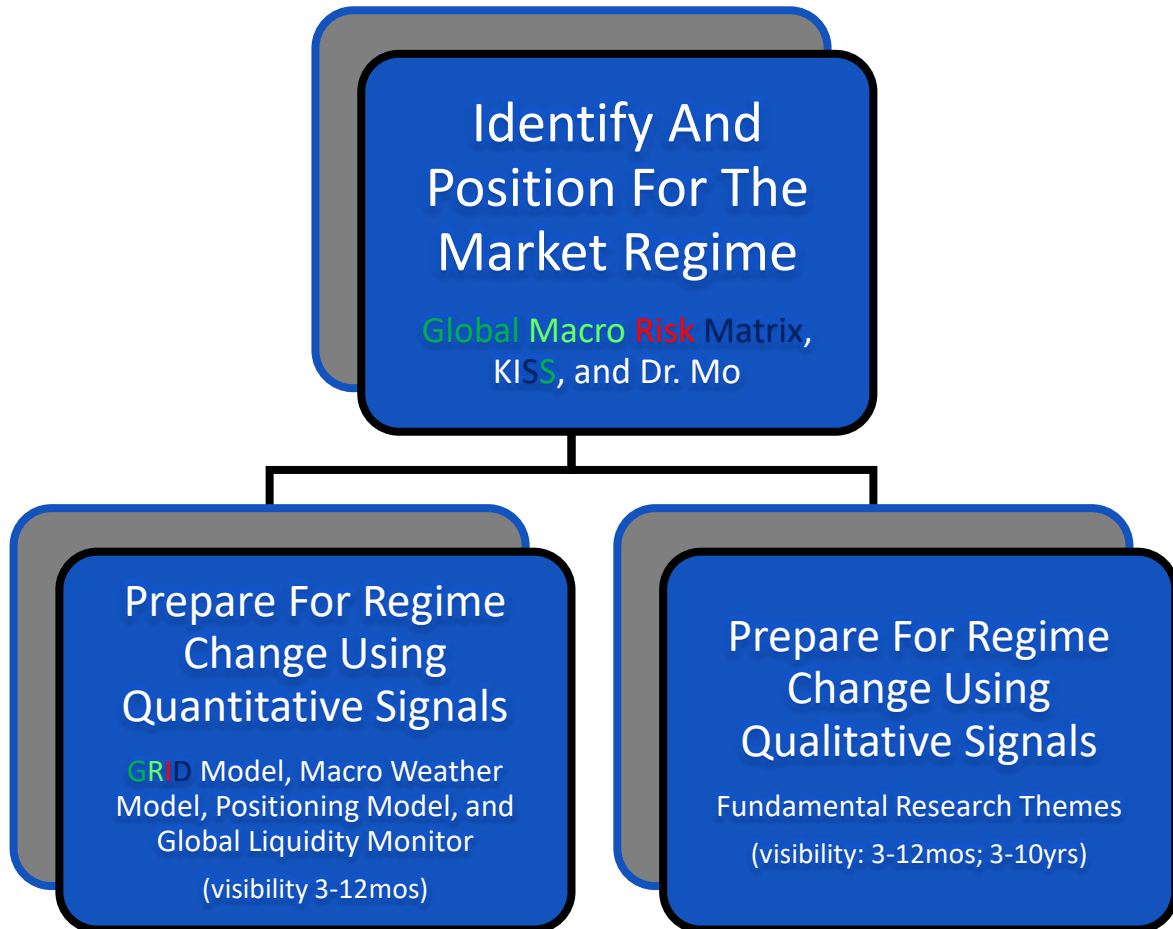 Identify And
Position For The
Market Regime
Global Macro Risk Matrix,
KISS, and Dr. Mo
Prepare For Regime
Change Using
Quantitative Signals
GRID Model, Macro Weather
Model, Positioning Model, and
Global Liquidity Monitor
(visibility 3-12mos)
Prepare For Regime
Change Using
Qualitative Signals
Fundamental Research Themes
(visibility: 3-12mos; 3-10yrs)